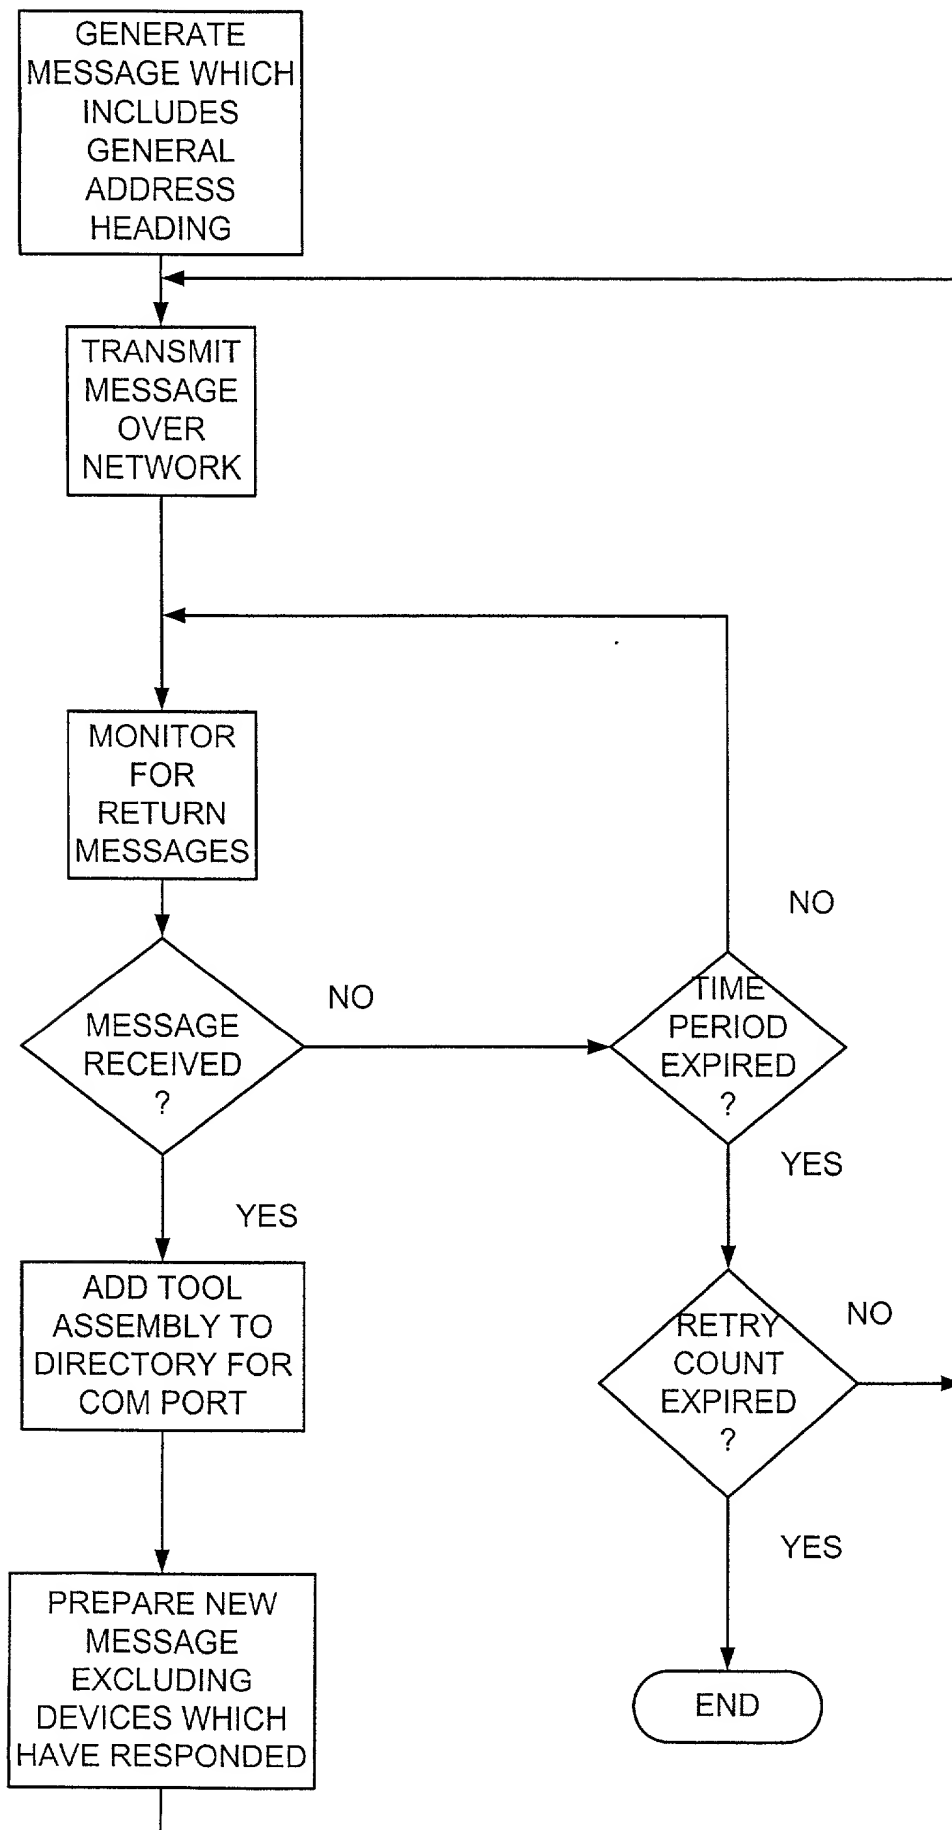 GENERATE
MESSAGE WHICH
INCLUDES
GENERAL
ADDRESS
HEADING
TRANSMIT
MESSAGE
OVER
NETWORK
MONITOR
FOR
RETURN
MESSAGES
NO
MESSAGE
RECEIVED
?
NO
TIME
PERIOD
EXPIRED
?
YES
YES
ADD TOOL
ASSEMBLY TO
DIRECTORY FOR
COM PORT
RETRY
COUNT
EXPIRED
?
NO
YES
PREPARE NEW
MESSAGE
EXCLUDING
DEVICES WHICH
HAVE RESPONDED
END